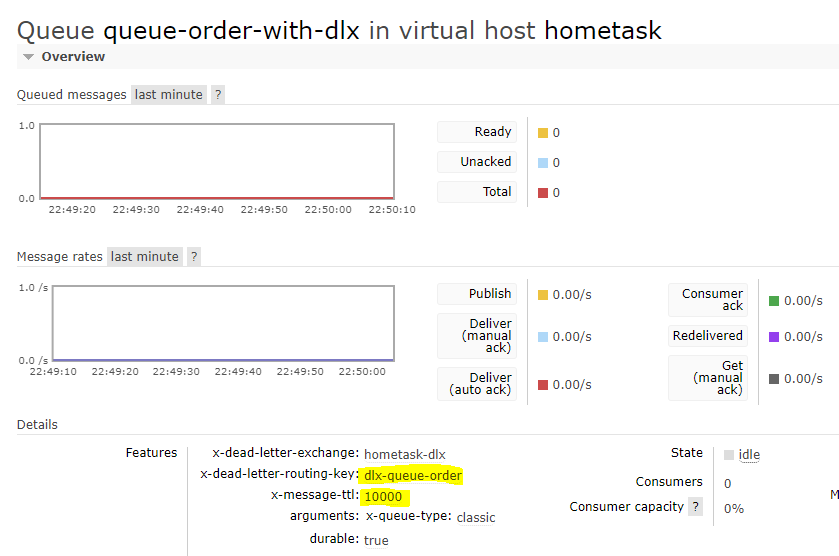 Queue queue-order-with-dlx in virtual host hometask
Overview
Queued messages last minute ?
1.0
0.0
22:49:20 22:49:30 22:49:40 22:49:50 22:50:00 22:50:10
Ready 0
Unacked 0
Total 0
Message rates last minute ?
1.0 /s
0.0 /s
22:49:10 22:49:20 22:49:30 22:49:40 22:49:50 22:50:00
Publish 0.00/s
Deliver
(manual 0.00/s
ack)
Deliver
(auto ack) 0.00/s
Consumer
ack 0.00/s
Redelivered 0.00/s
Get
(manual 0.00/s
ack)
Details
Features
x-dead-letter-exchange: hometask-dlx
x-dead-letter-routing-key: dlx-queue-order
x-message-ttl: 10000
arguments: x-queue-type: classic
durable: true
State idle
Consumers 0
Consumer capacity ? 0%
M